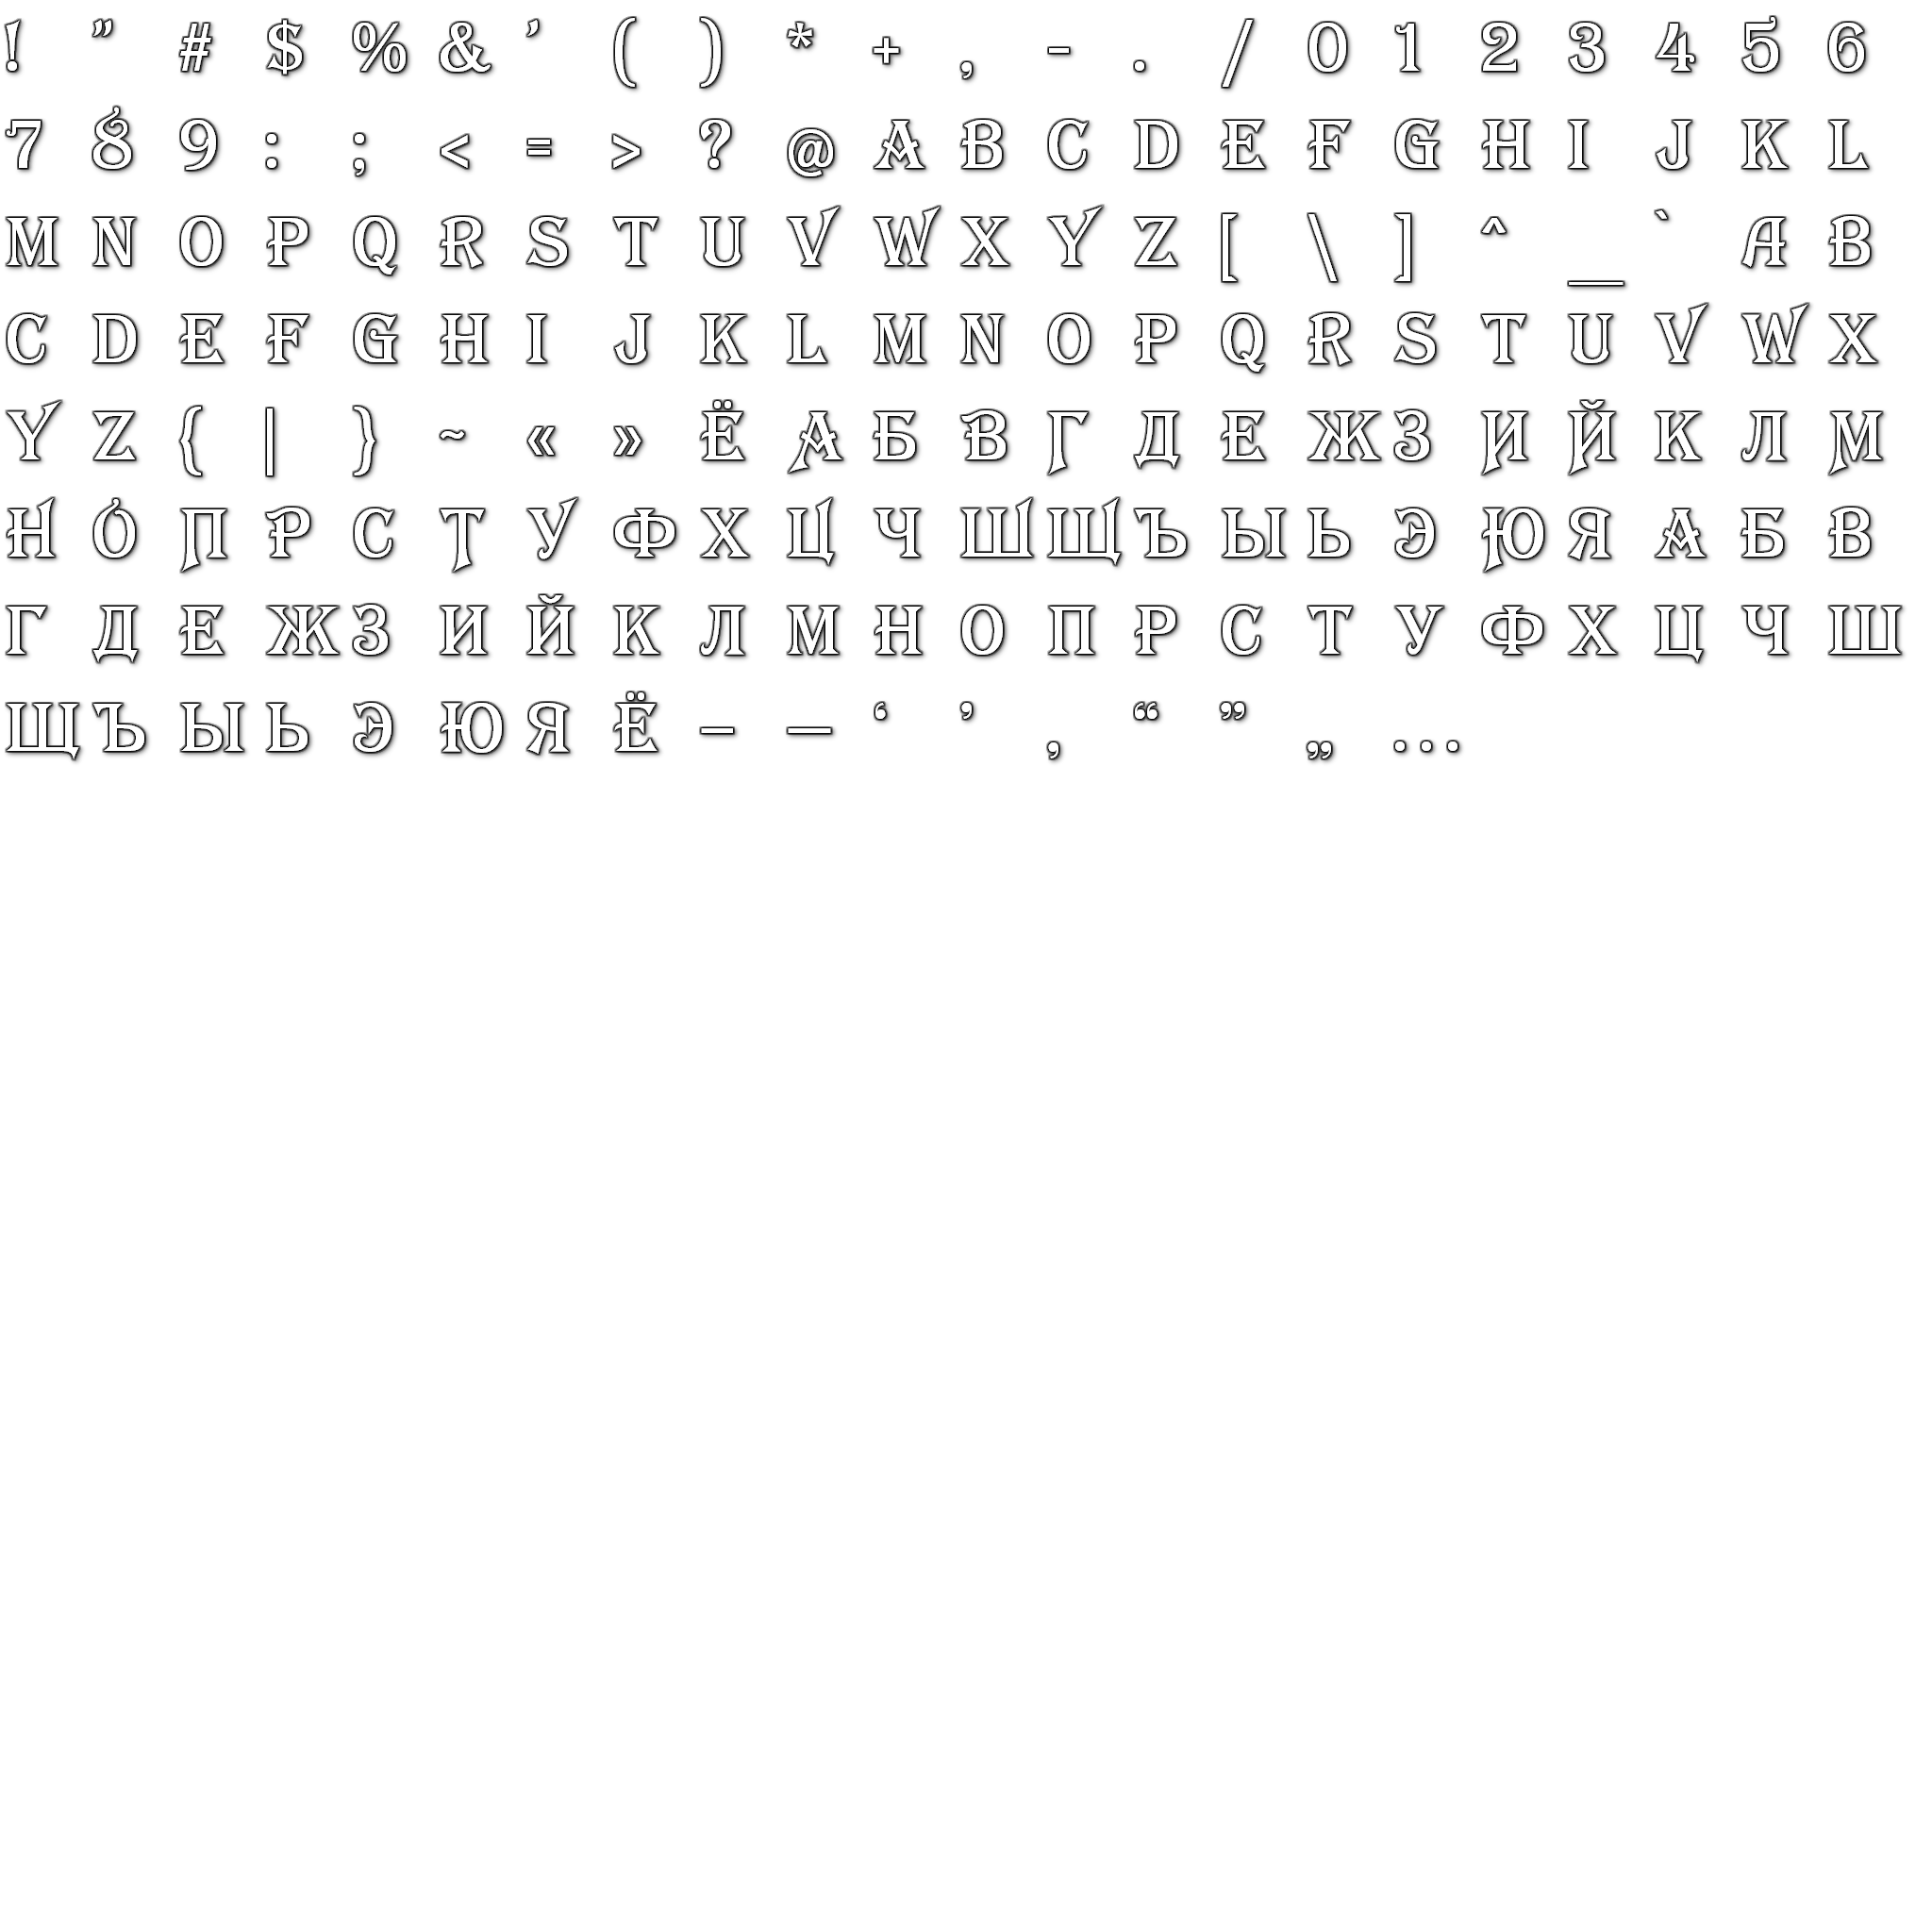 ! " # $ % & ' ( ) * + , - . / 0 1 2 3 4 5 6
7 8 9 : ; < = > ? @ A B C D E F G H I J K L
M N O P Q R S T U V W X Y Z [ \ ] ^ _ ` A B
C D E F G H I J K L M N O P Q R S T U V W X
Y Z { | } ~ « » Ё А Б В Г Д Е Ж З И Й К Л М
Н О П Р С Т У Ф Х Ц Ч Ш Щ Ъ Ы Ь Э Ю Я А Б В
Г Д Е Ж З И Й К Л М Н О П Р С Т У Ф Х Ц Ч Ш
Щ Ъ Ы Ь Э Ю Я Ё – — ‘ ’ ‚ “ ” „ …